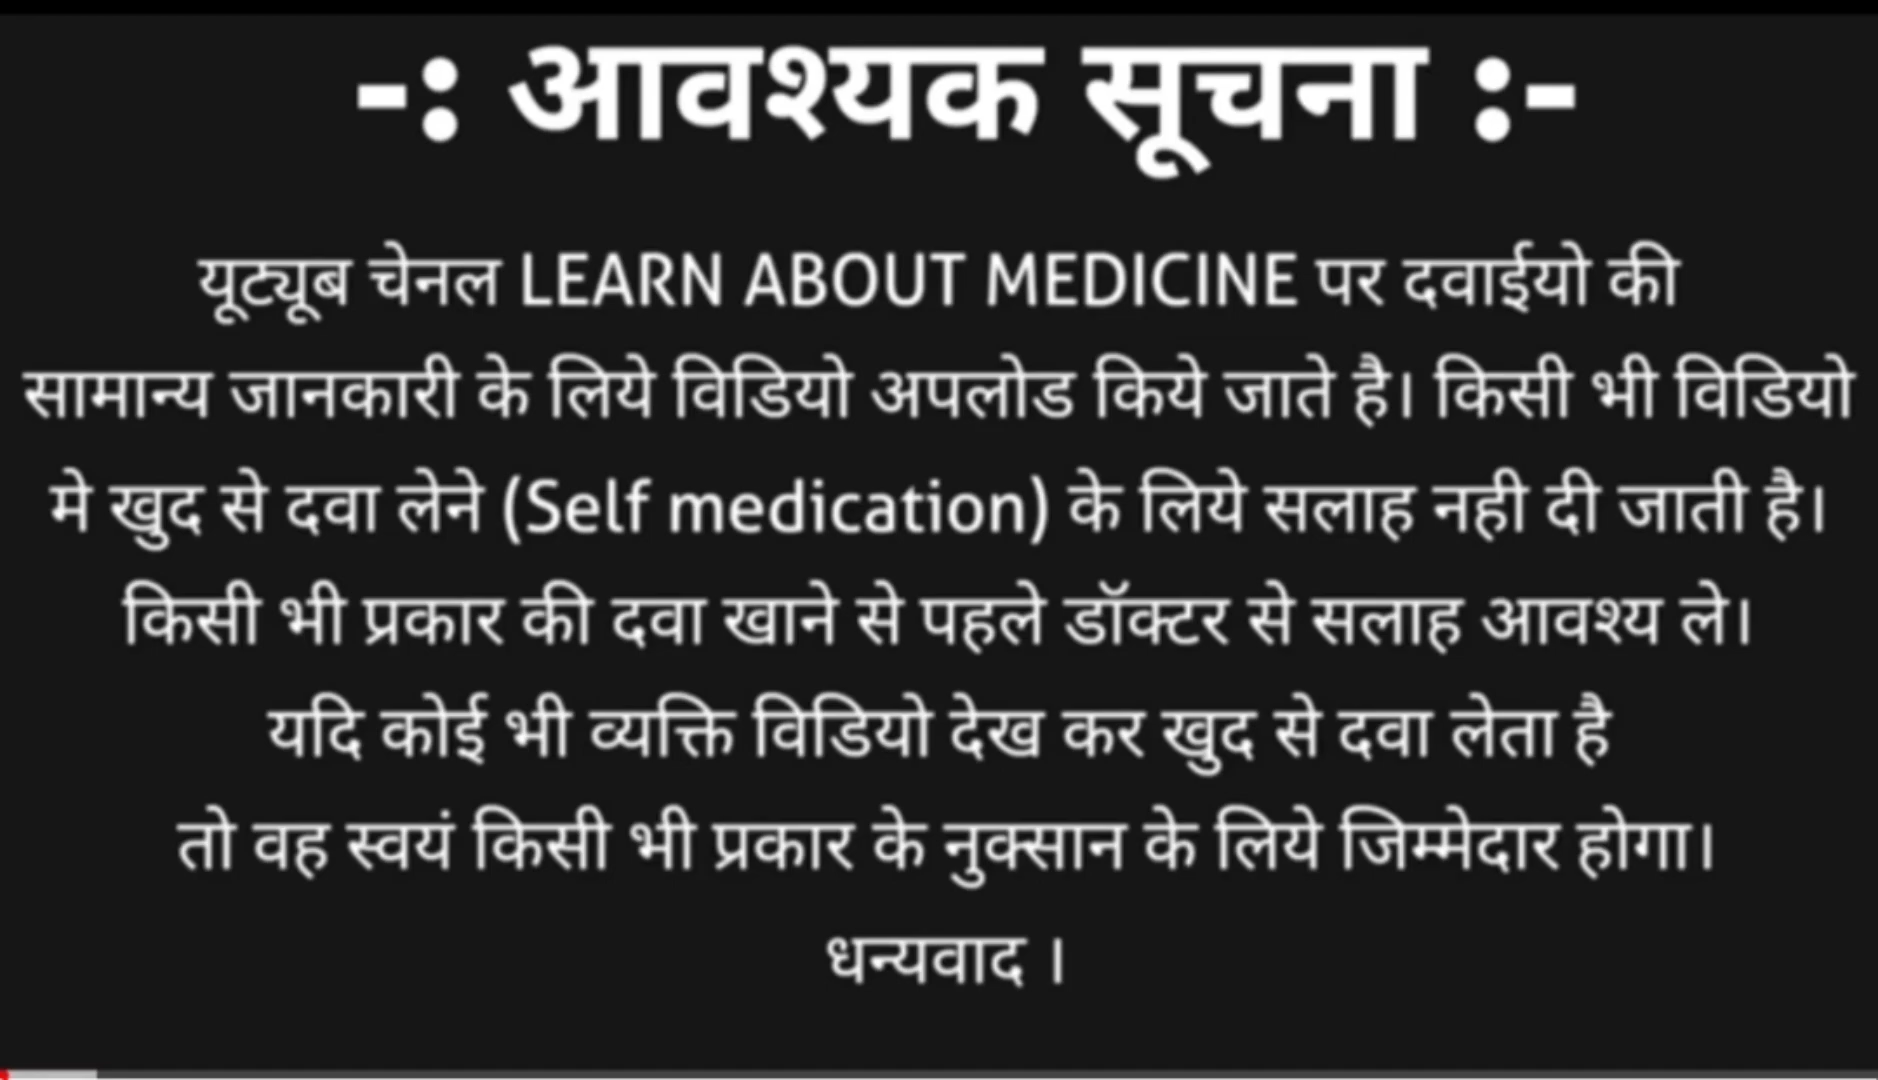 -: आवश्यक सूचना :-
यूट्यूब चेनल LEARN ABOUT MEDICINE पर दवाईयो की
सामान्य जानकारी के लिये विडियो अपलोड किये जाते है। किसी भी विडियो
मे खुद से दवा लेने (Self medication) के लिये सलाह नही दी जाती है।
किसी भी प्रकार की दवा खाने से पहले डॉक्टर से सलाह आवश्य ले।
यदि कोई भी व्यक्ति विडियो देख कर खुद से दवा लेता है
तो वह स्वयं किसी भी प्रकार के नुक्सान के लिये जिम्मेदार होगा।
धन्यवाद ।